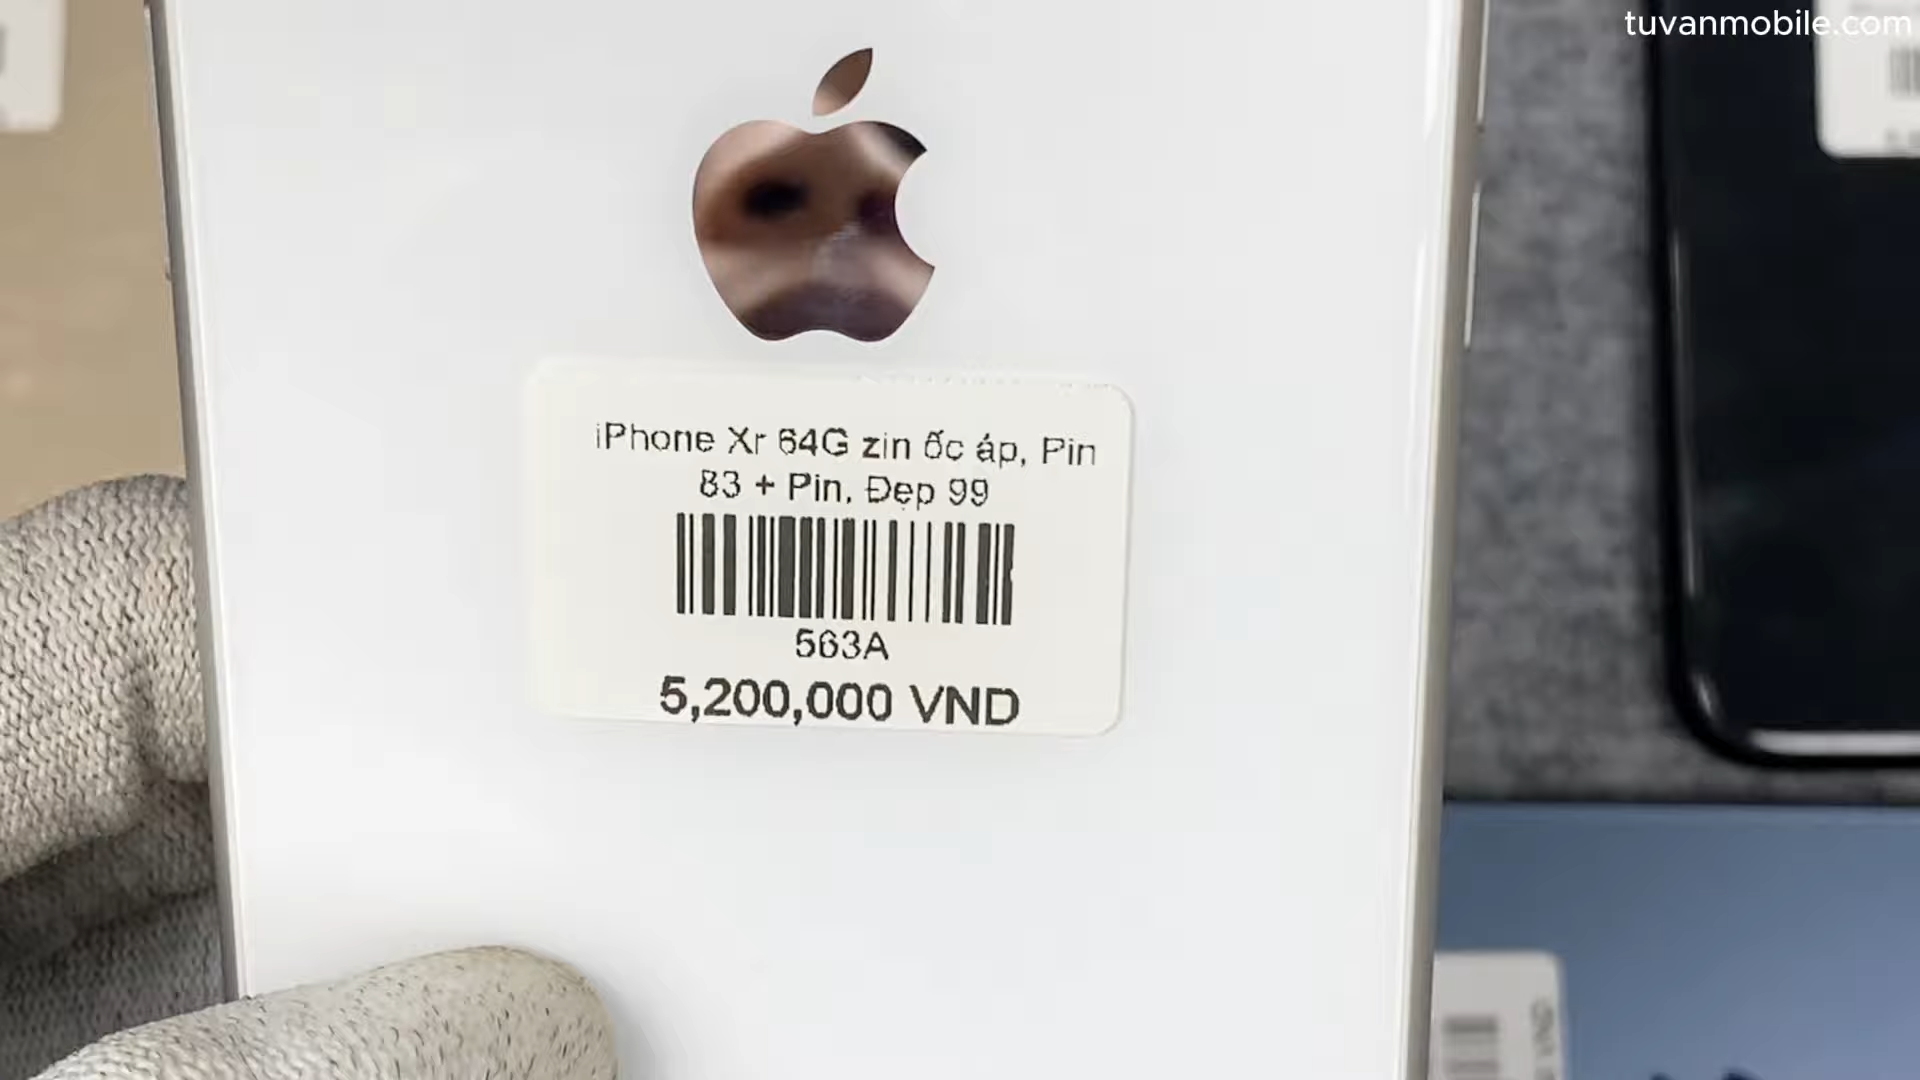 tuvanmobile.com
iPhone Xr 64G zin ốc áp, Pin
83 + Pin, Đẹp 99
563A
5,200,000 VND